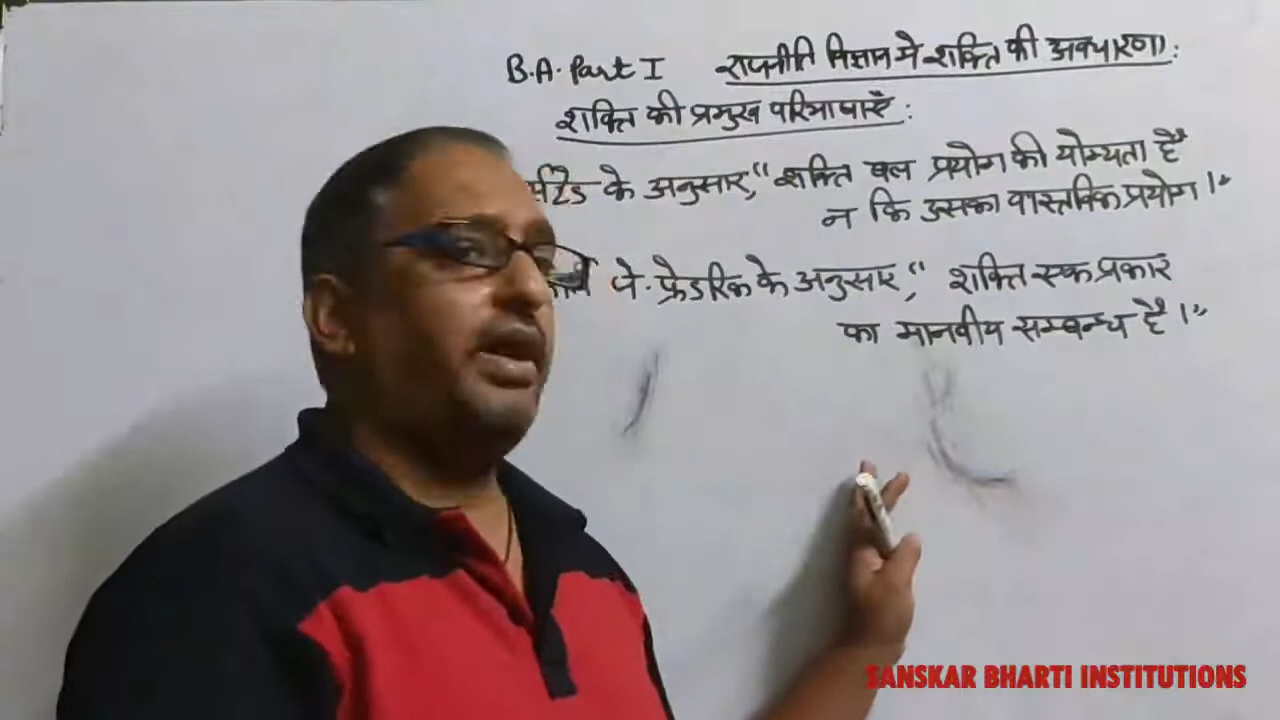 B.A. Part I राजनीति विज्ञान मे शक्ति की अवधारणा :
शक्ति की प्रमुख परिभाषाएँ :
के अनुसार, "शक्ति बल प्रयोग की योग्यता है
न कि उसका वास्तविक प्रयोग।"
जे. फ्रेडरिक के अनुसार, " शक्ति एक प्रकार
का मानवीय सम्बन्ध है।"
SANSKAR BHARTI INSTITUTIONS